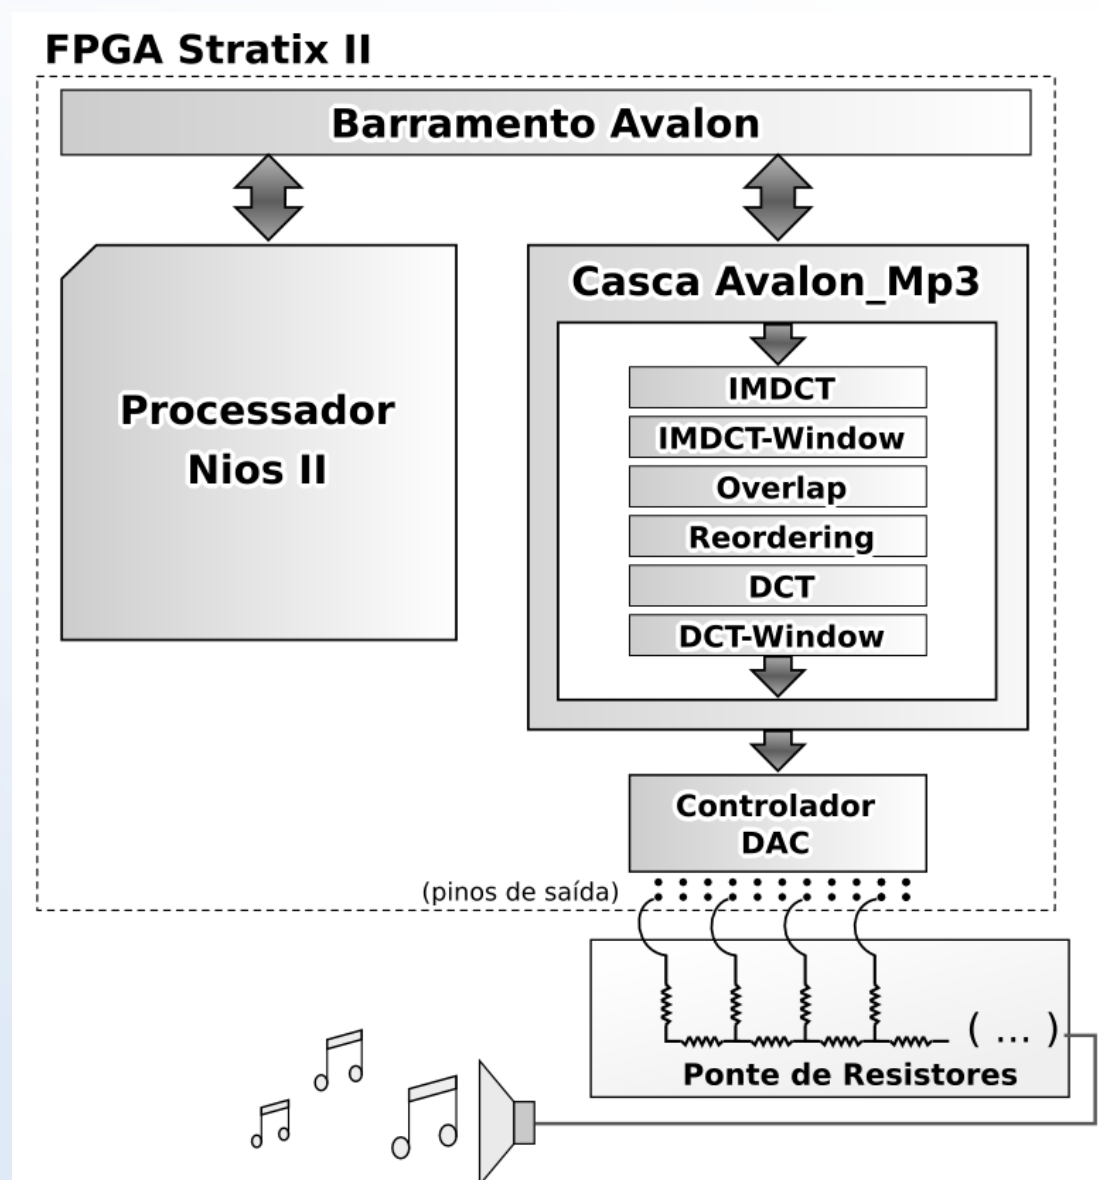 FPGA Stratix II
Barramento Avalon
Processador
Nios II
Casca Avalon_Mp3
IMDCT
IMDCT-Window
Overlap
Reordering
DCT
DCT-Window
Controlador
DAC
(pinos de saída)
( ... )
Ponte de Resistores